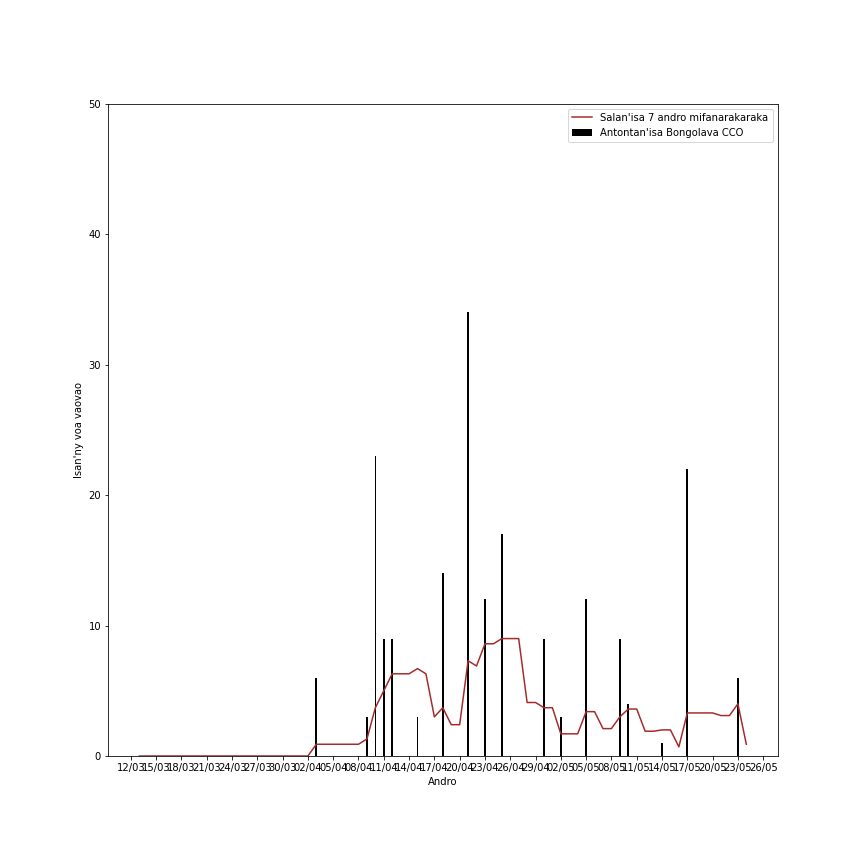 Salan'isa 7 andro mifanarakaraka
Antontan'isa Bongolava CCO
50
40
30
20
10
0
Isan'ny voa vaovao
12/03 15/03 18/03 21/03 24/03 27/03 30/03 02/04 05/04 08/04 11/04 14/04 17/04 20/04 23/04 26/04 29/04 02/05 05/05 08/05 11/05 14/05 17/05 20/05 23/05 26/05
Andro